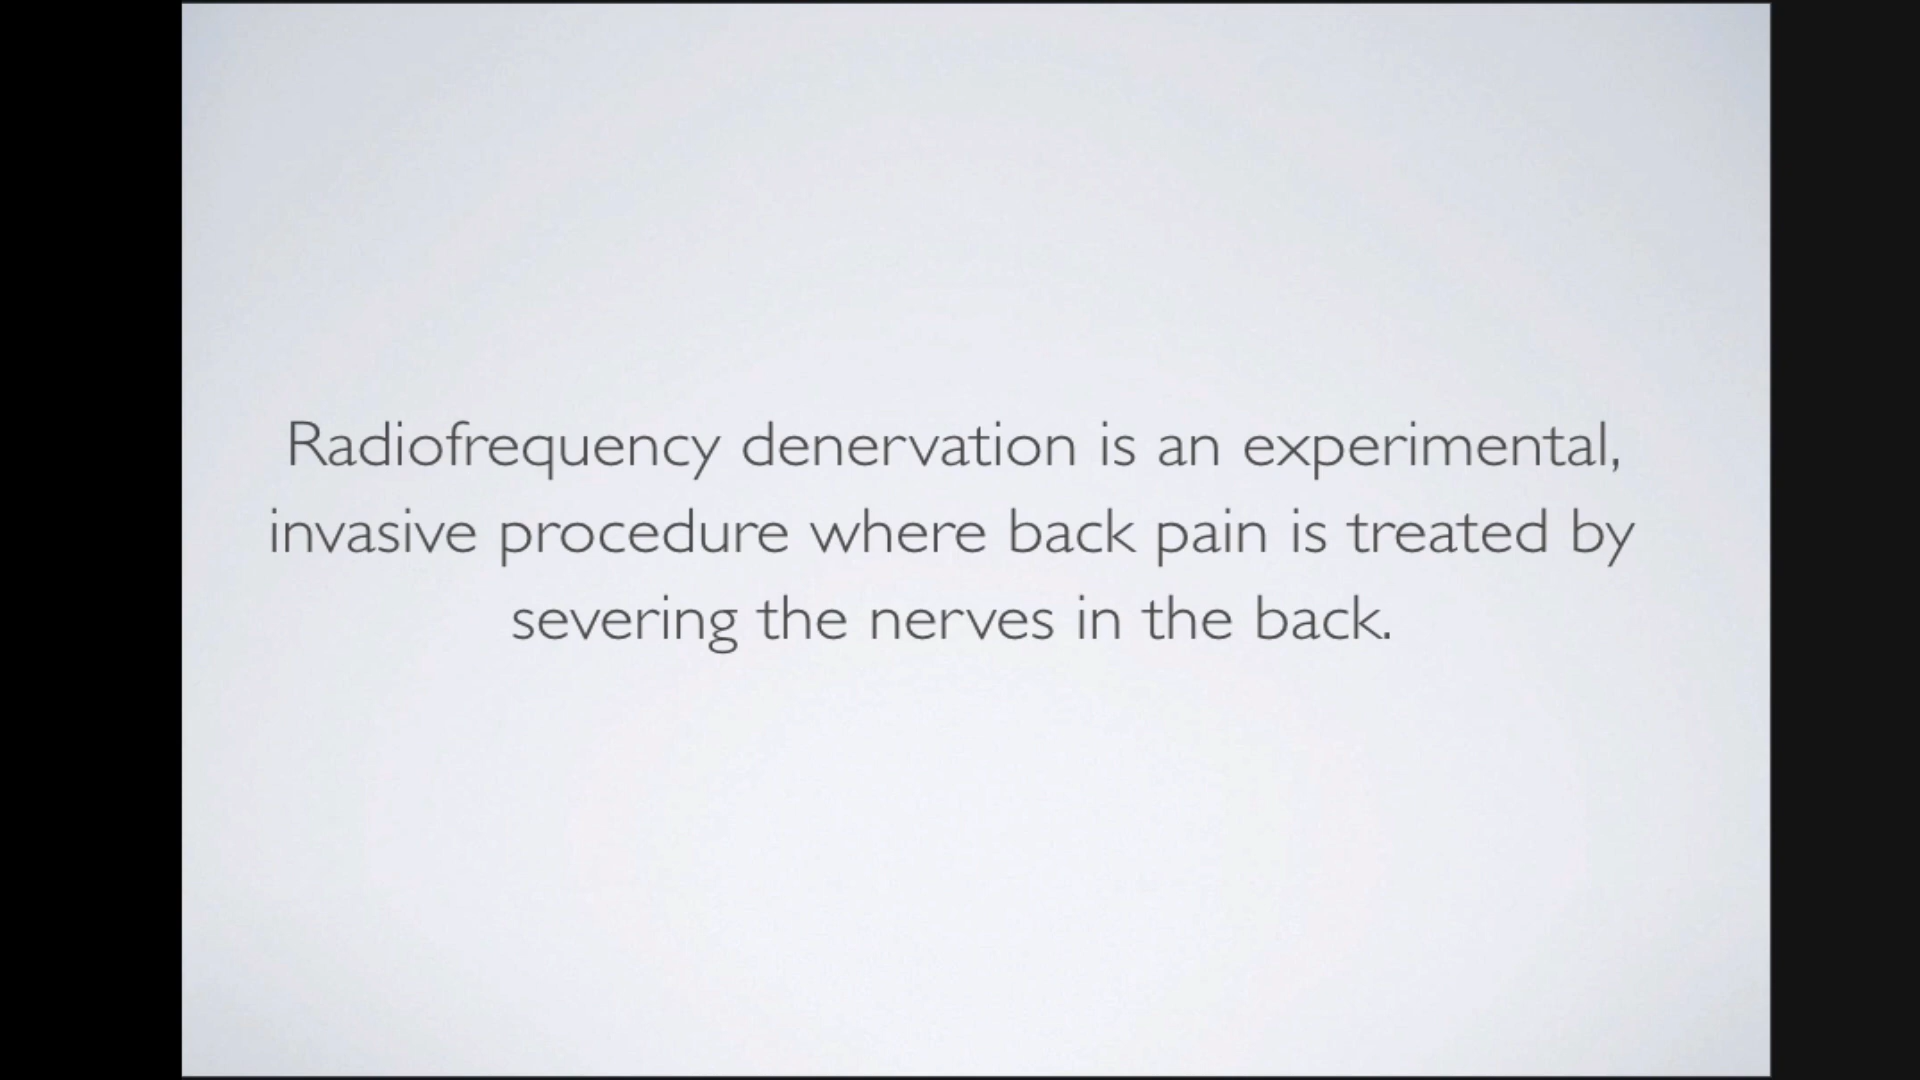 Radiofrequency denervation is an experimental,
invasive procedure where back pain is treated by
severing the nerves in the back.